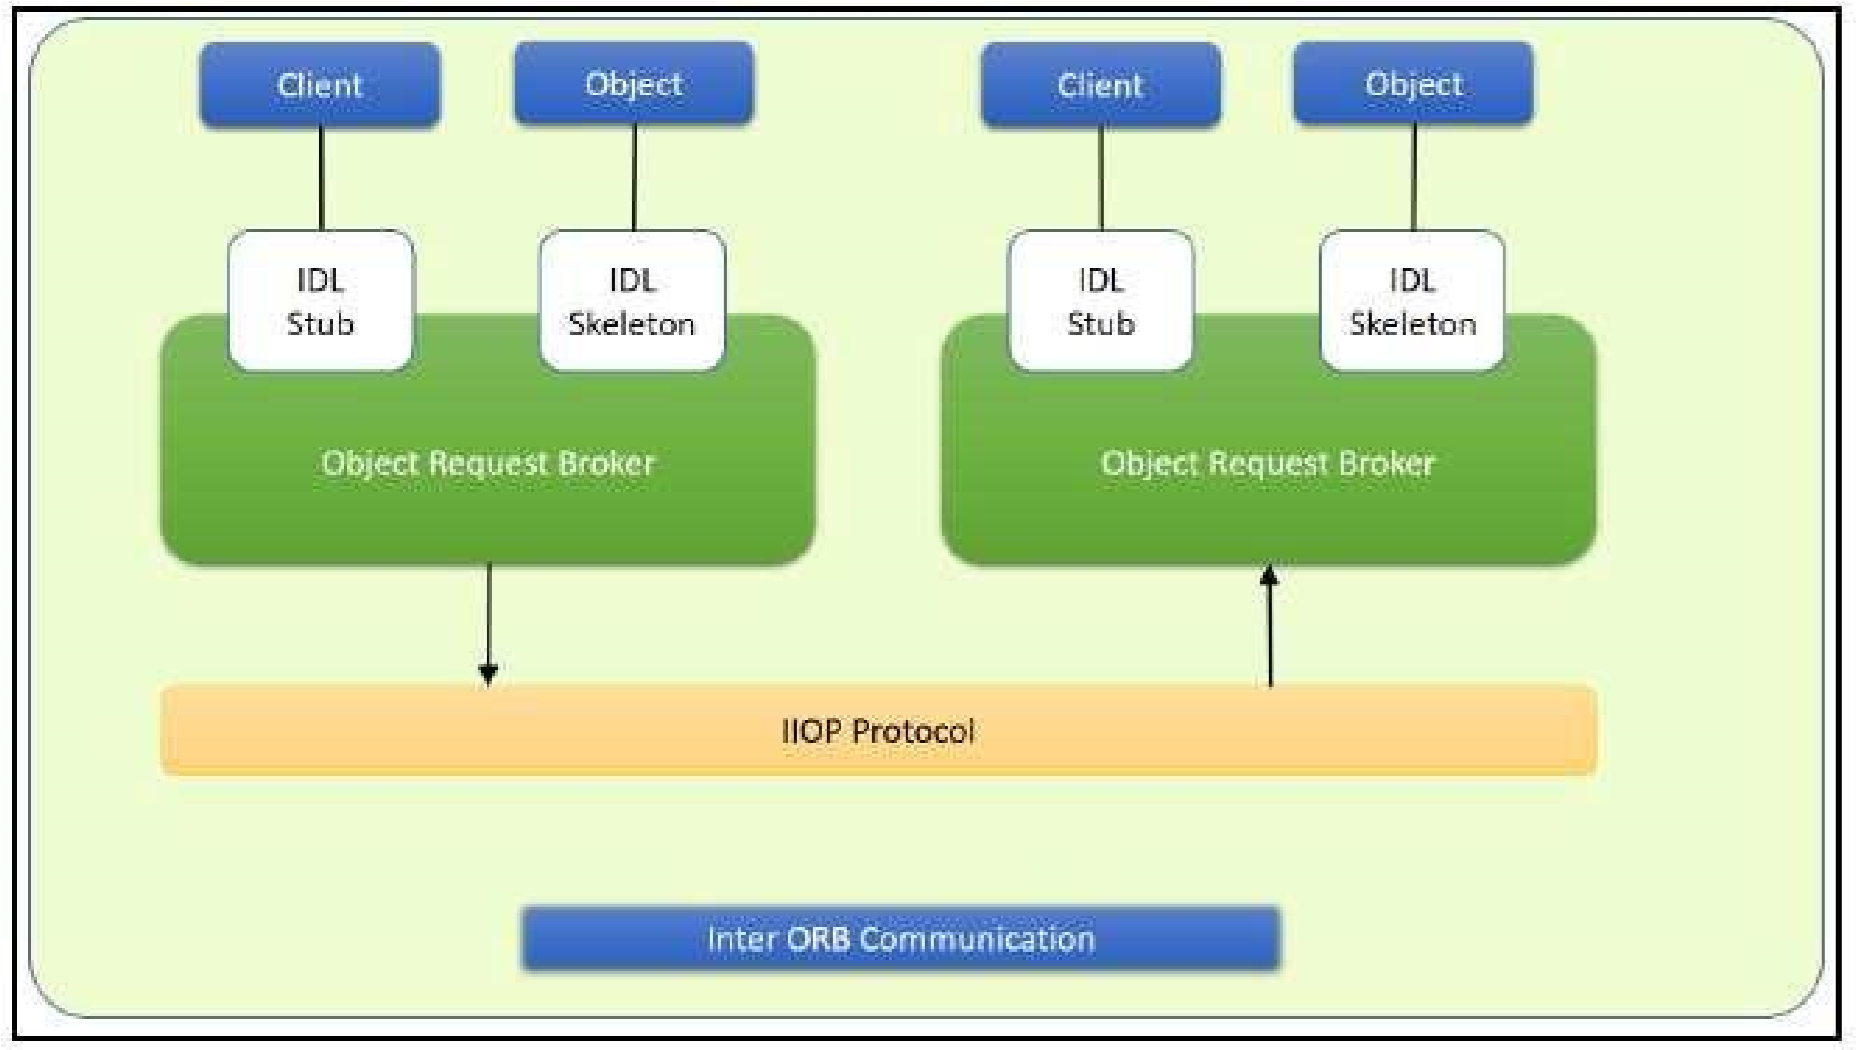 Client
Object
Client
Object
IDL
Stub
IDL
Skeleton
IDL
Stub
IDL
Skeleton
Object Request Broker
Object Request Broker
IIOP Protocol
Inter ORB Communication